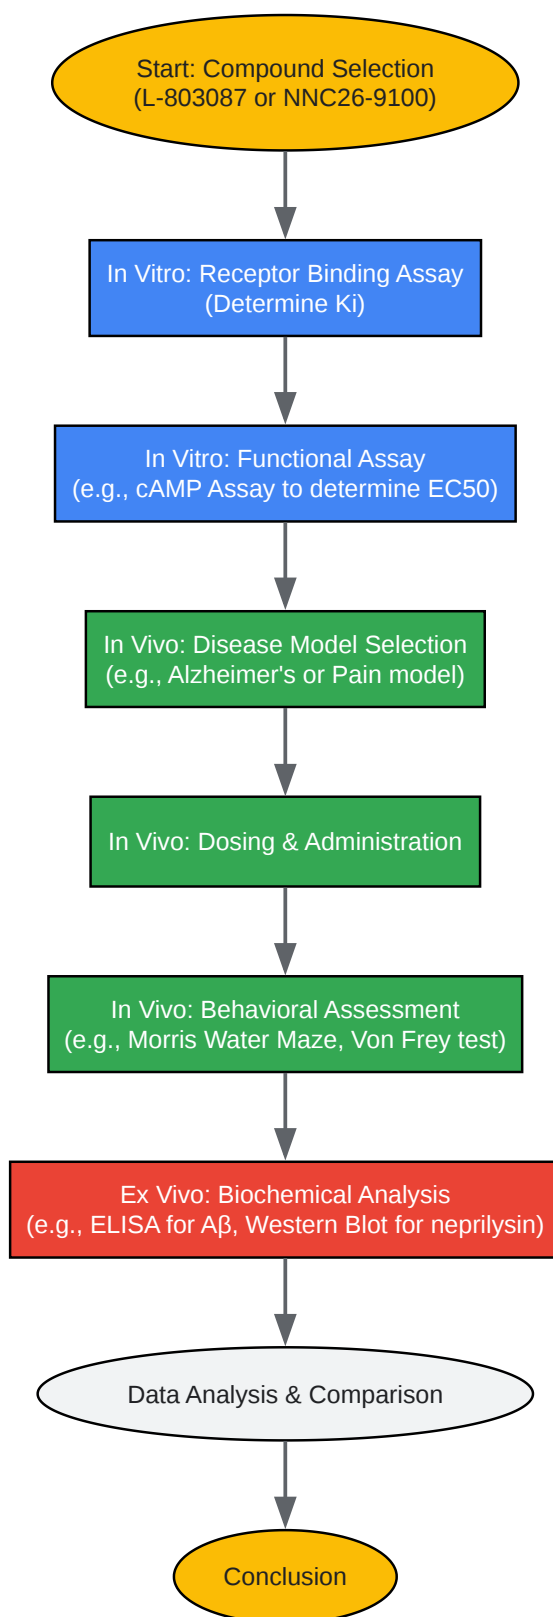 Start: Compound Selection
(L-803087 or NNC26-9100)
In Vitro: Receptor Binding Assay
(Determine Ki)
In Vitro: Functional Assay
(e.g., cAMP Assay to determine EC50)
In Vivo: Disease Model Selection
(e.g., Alzheimer's or Pain model)
In Vivo: Dosing & Administration
In Vivo: Behavioral Assessment
(e.g., Morris Water Maze, Von Frey test)
Ex Vivo: Biochemical Analysis
(e.g., ELISA for Aβ, Western Blot for neprilysin)
Data Analysis & Comparison
Conclusion